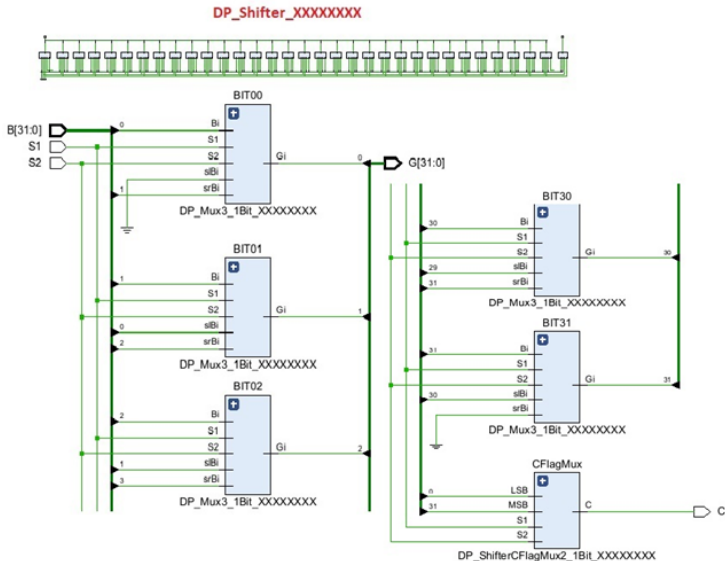 DP_Shifter_XXXXXXXX
BIT00
B[31:0]
S1
S2
0
Bi
S1
S2
slBi
srBi
1
Gi
0
G[31:0]
DP_Mux3_1Bit_XXXXXXXX
BIT01
1
Bi
S1
S2
0
slBi
2
srBi
Gi
1
DP_Mux3_1Bit_XXXXXXXX
BIT02
2
Bi
S1
S2
1
slBi
3
srBi
Gi
2
DP_Mux3_1Bit_XXXXXXXX
BIT30
30
Bi
S1
S2
29
slBi
31
srBi
Gi
30
DP_Mux3_1Bit_XXXXXXXX
BIT31
31
Bi
S1
S2
30
slBi
srBi
Gi
31
DP_Mux3_1Bit_XXXXXXXX
CFlagMux
0
LSB
31
MSB
S1
S2
C
C
DP_ShifterCFlagMux2_1Bit_XXXXXXXX